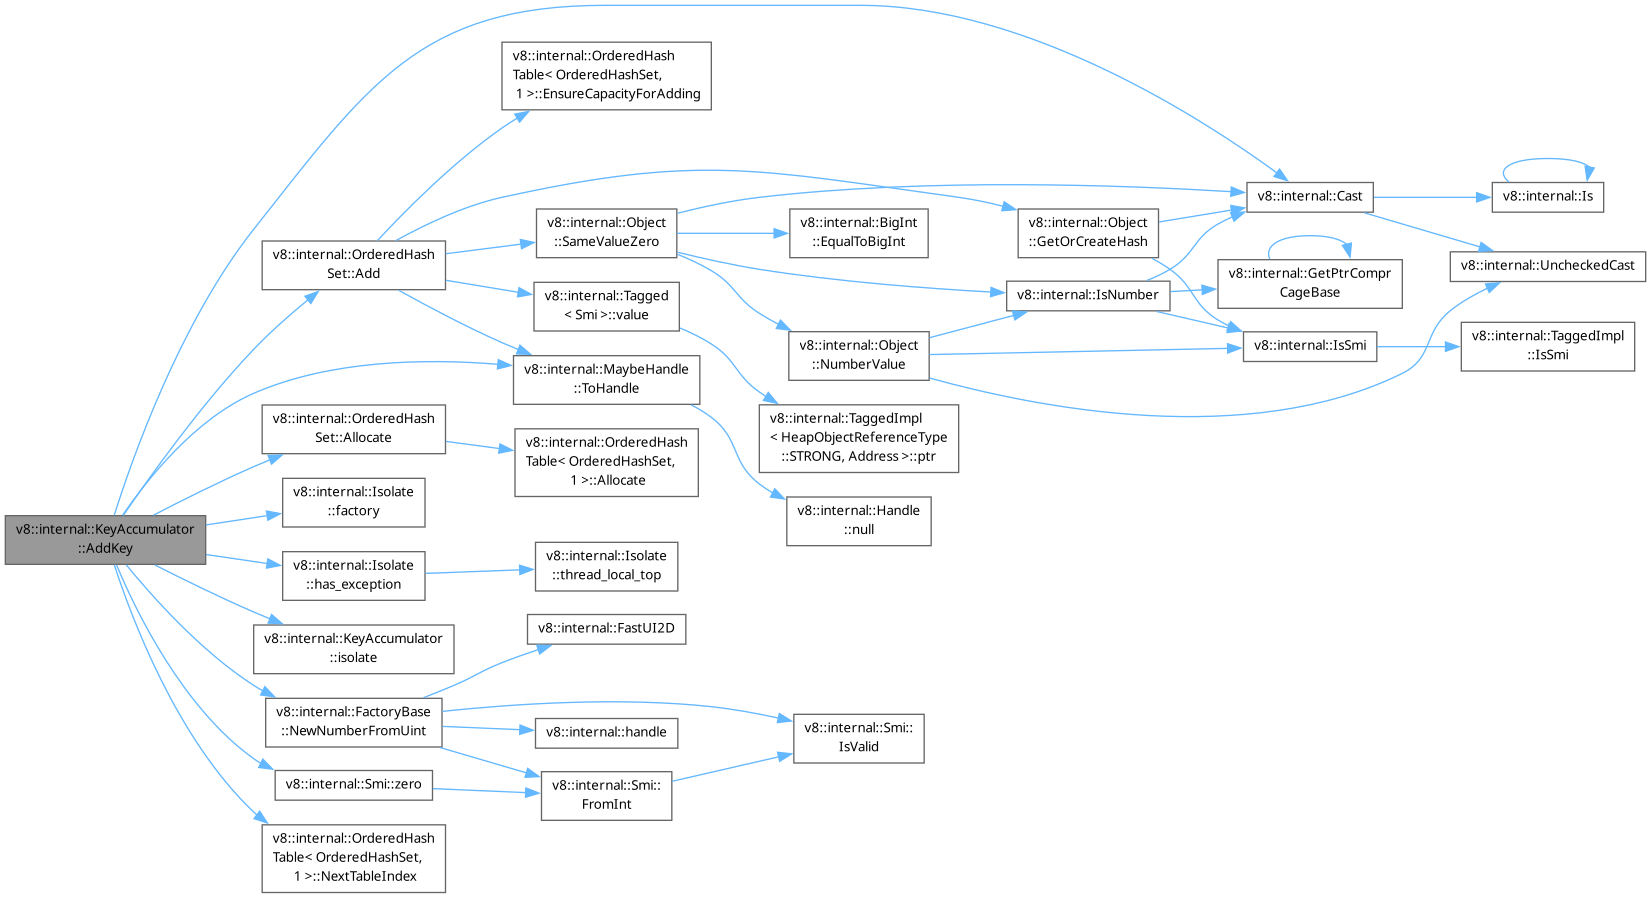 v8::internal::KeyAccumulator
::AddKey
v8::internal::OrderedHash
Set::Add
v8::internal::OrderedHash
Set::Allocate
v8::internal::Isolate
::factory
v8::internal::Isolate
::has_exception
v8::internal::KeyAccumulator
::isolate
v8::internal::FactoryBase
::NewNumberFromUint
v8::internal::Smi::zero
v8::internal::OrderedHash
Table< OrderedHashSet,
1 >::NextTableIndex
v8::internal::OrderedHash
Table< OrderedHashSet,
1 >::EnsureCapacityForAdding
v8::internal::Object
::SameValueZero
v8::internal::Tagged
< Smi >::value
v8::internal::MaybeHandle
::ToHandle
v8::internal::OrderedHash
Table< OrderedHashSet,
1 >::Allocate
v8::internal::Isolate
::thread_local_top
v8::internal::FastUI2D
v8::internal::handle
v8::internal::Smi::
FromInt
v8::internal::BigInt
::EqualToBigInt
v8::internal::Object
::NumberValue
v8::internal::TaggedImpl
< HeapObjectReferenceType
::STRONG, Address >::ptr
v8::internal::Handle
::null
v8::internal::Smi::
IsValid
v8::internal::Object
::GetOrCreateHash
v8::internal::IsNumber
v8::internal::Cast
v8::internal::GetPtrCompr
CageBase
v8::internal::IsSmi
v8::internal::Is
v8::internal::UncheckedCast
v8::internal::TaggedImpl
::IsSmi